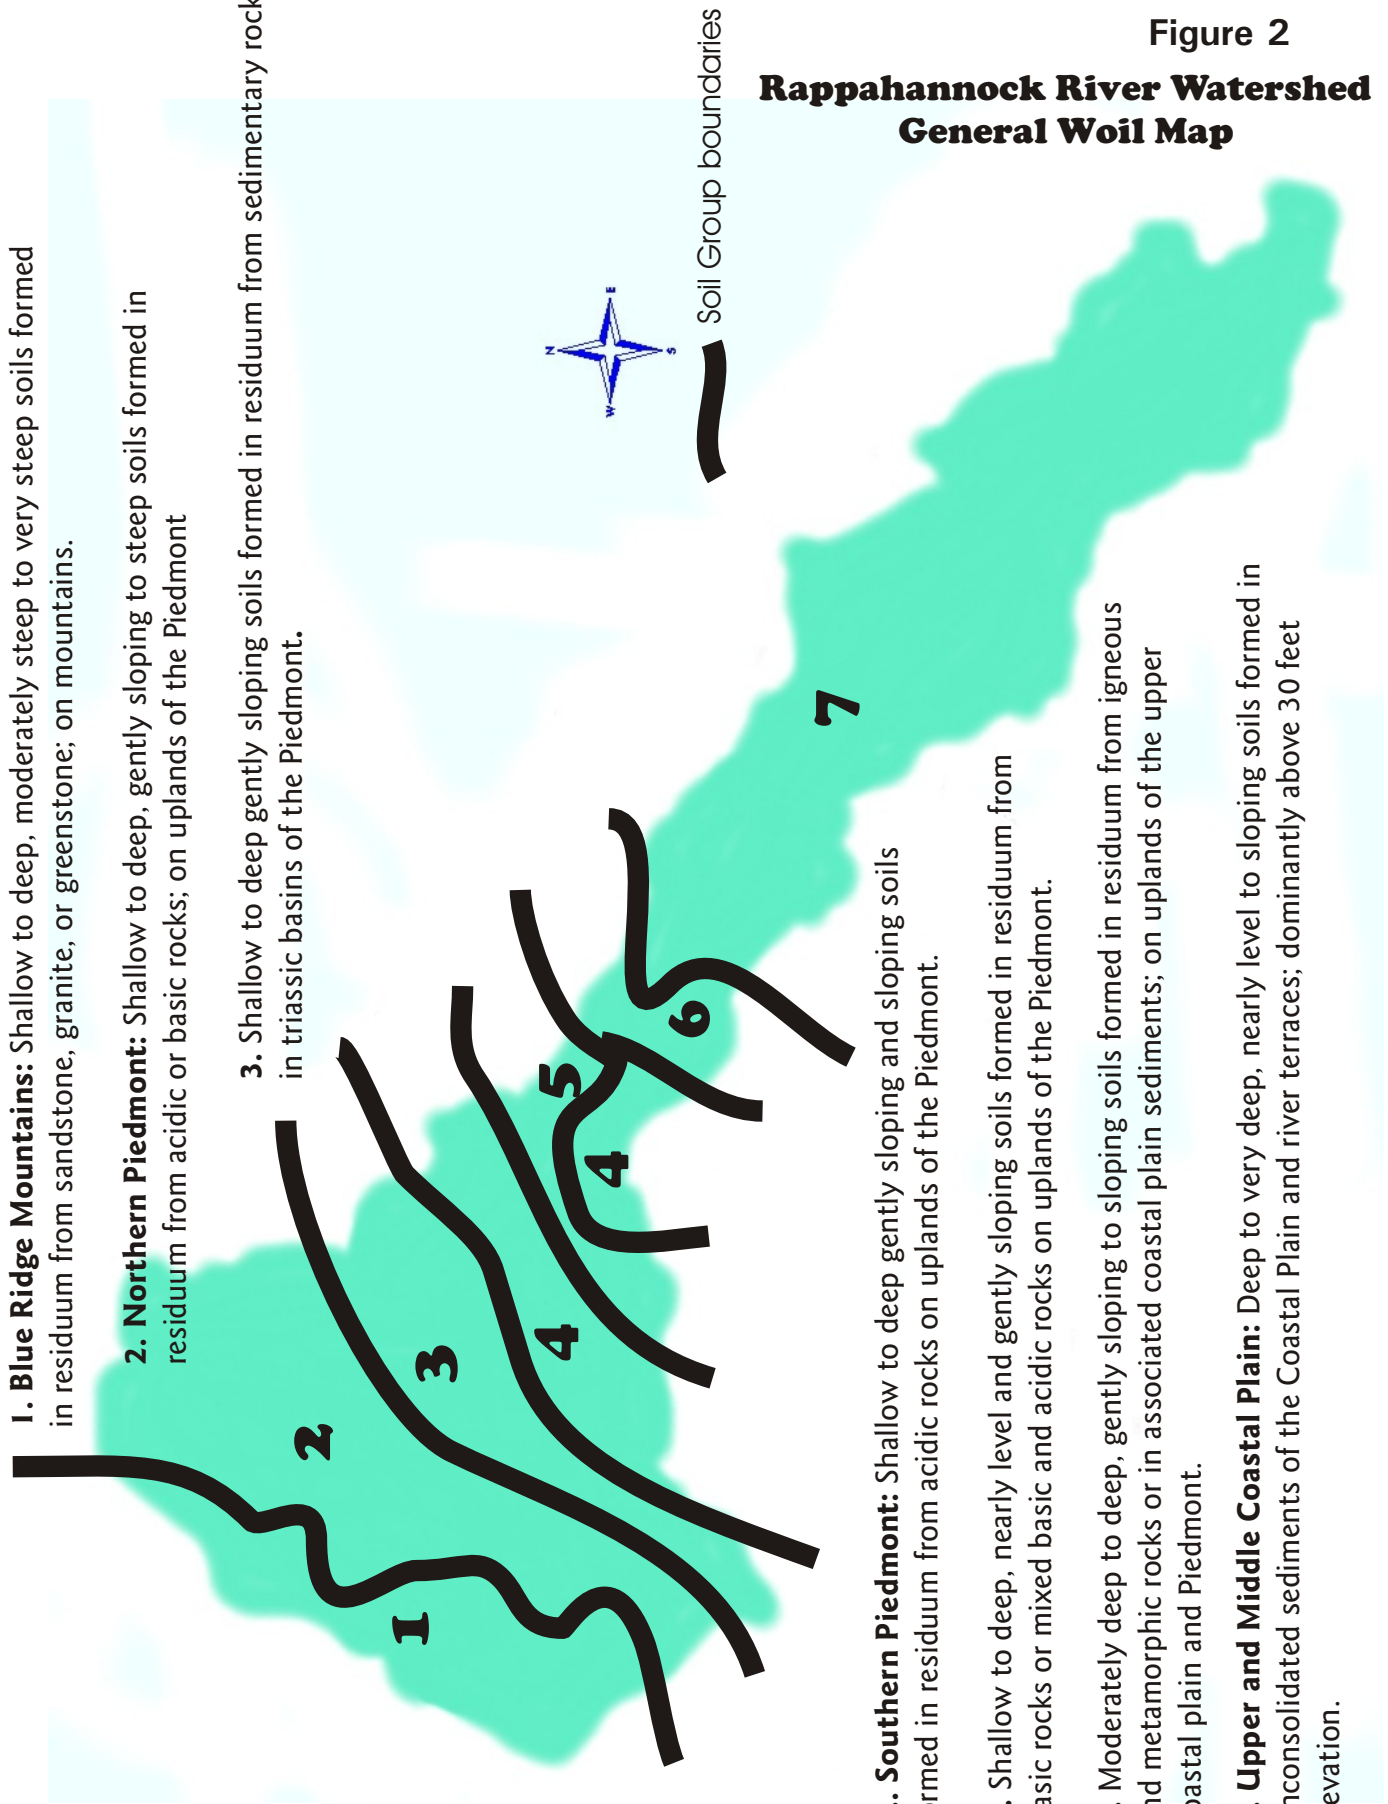 Figure 2
Rappahannock River Watershed
General Woil Map
1. Blue Ridge Mountains: Shallow to deep, moderately steep to very steep soils formed
in residuum from sandstone, granite, or greenstone; on mountains.
2. Northern Piedmont: Shallow to deep, gently sloping to steep soils formed in
residuum from acidic or basic rocks; on uplands of the Piedmont
3. Shallow to deep gently sloping soils formed in residuum from sedimentary rock
in triassic basins of the Piedmont.
N
E
S
W
Soil Group boundaries
1
2
3
4
4
5
6
7
. Southern Piedmont: Shallow to deep gently sloping and sloping soils
ormed in residuum from acidic rocks on uplands of the Piedmont.
. Shallow to deep, nearly level and gently sloping soils formed in residum from
asic rocks or mixed basic and acidic rocks on uplands of the Piedmont.
. Moderately deep to deep, gently sloping to sloping soils formed in residuum from igneous
nd metamorphic rocks or in associated coastal plain sediments; on uplands of the upper
oastal plain and Piedmont.
. Upper and Middle Coastal Plain: Deep to very deep, nearly level to sloping soils formed in
nconsolidated sediments of the Coastal Plain and river terraces; dominantly above 30 feet
evation.